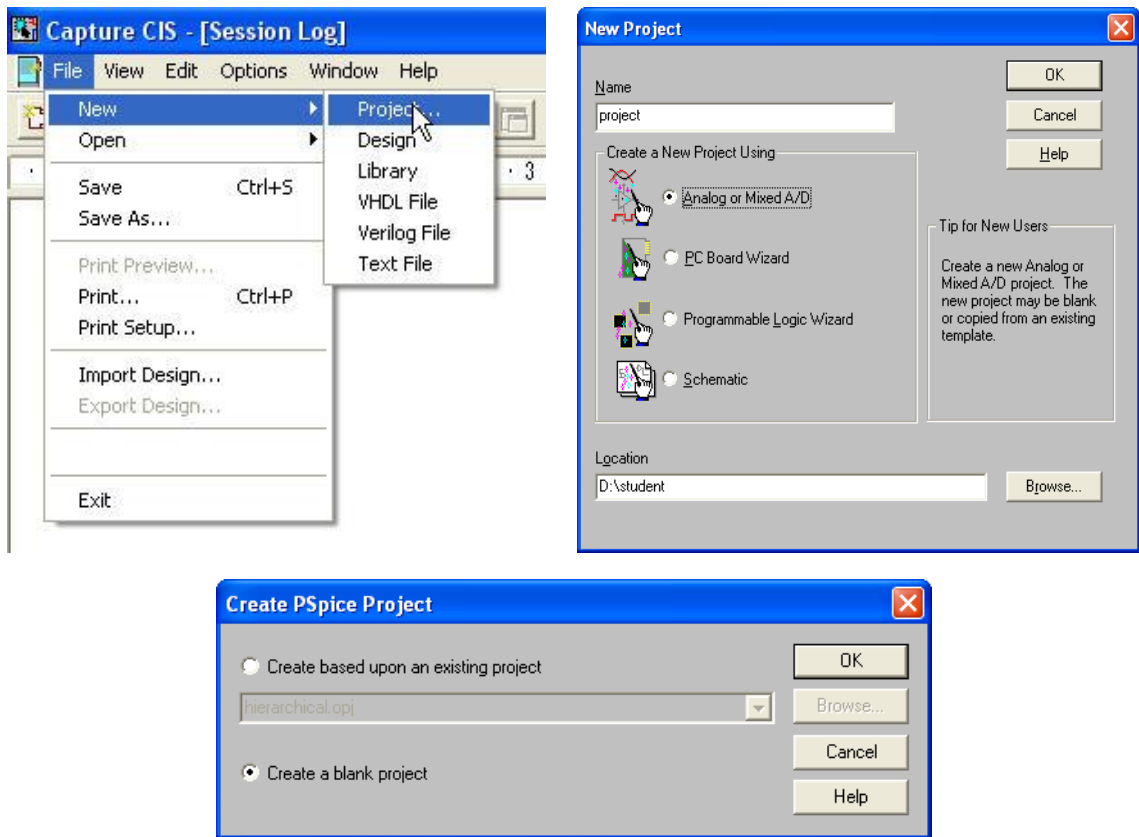 Capture CIS - [Session Log]
File View Edit Options Window Help
New
Open
Save Ctrl+S
Save As...
Print Preview...
Print... Ctrl+P
Print Setup...
Import Design...
Export Design...
Exit
Project...
Design
Library
VHDL File
Verilog File
Text File
· 3
New Project
Name
project
OK
Cancel
Help
Create a New Project Using
Analog or Mixed A/D
PC Board Wizard
Programmable Logic Wizard
Schematic
Tip for New Users
Create a new Analog or
Mixed A/D project. The
new project may be blank
or copied from an existing
template.
Location
D:\student
Browse...
Create PSpice Project
Create based upon an existing project
hierarchical.opj
Create a blank project
OK
Browse...
Cancel
Help